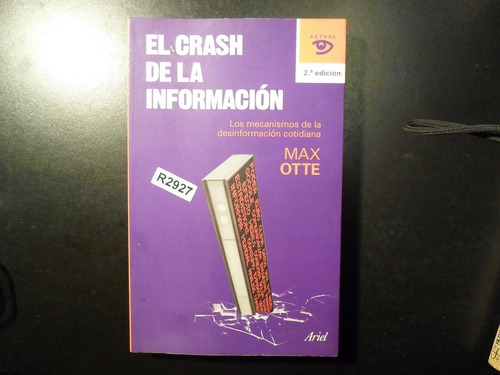 EL CRASH
DE LA
INFORMACIÓN
ACTUAL
2.ª edición
Los mecanismos de la
desinformación cotidiana
MAX
OTTE
R2927
Ariel